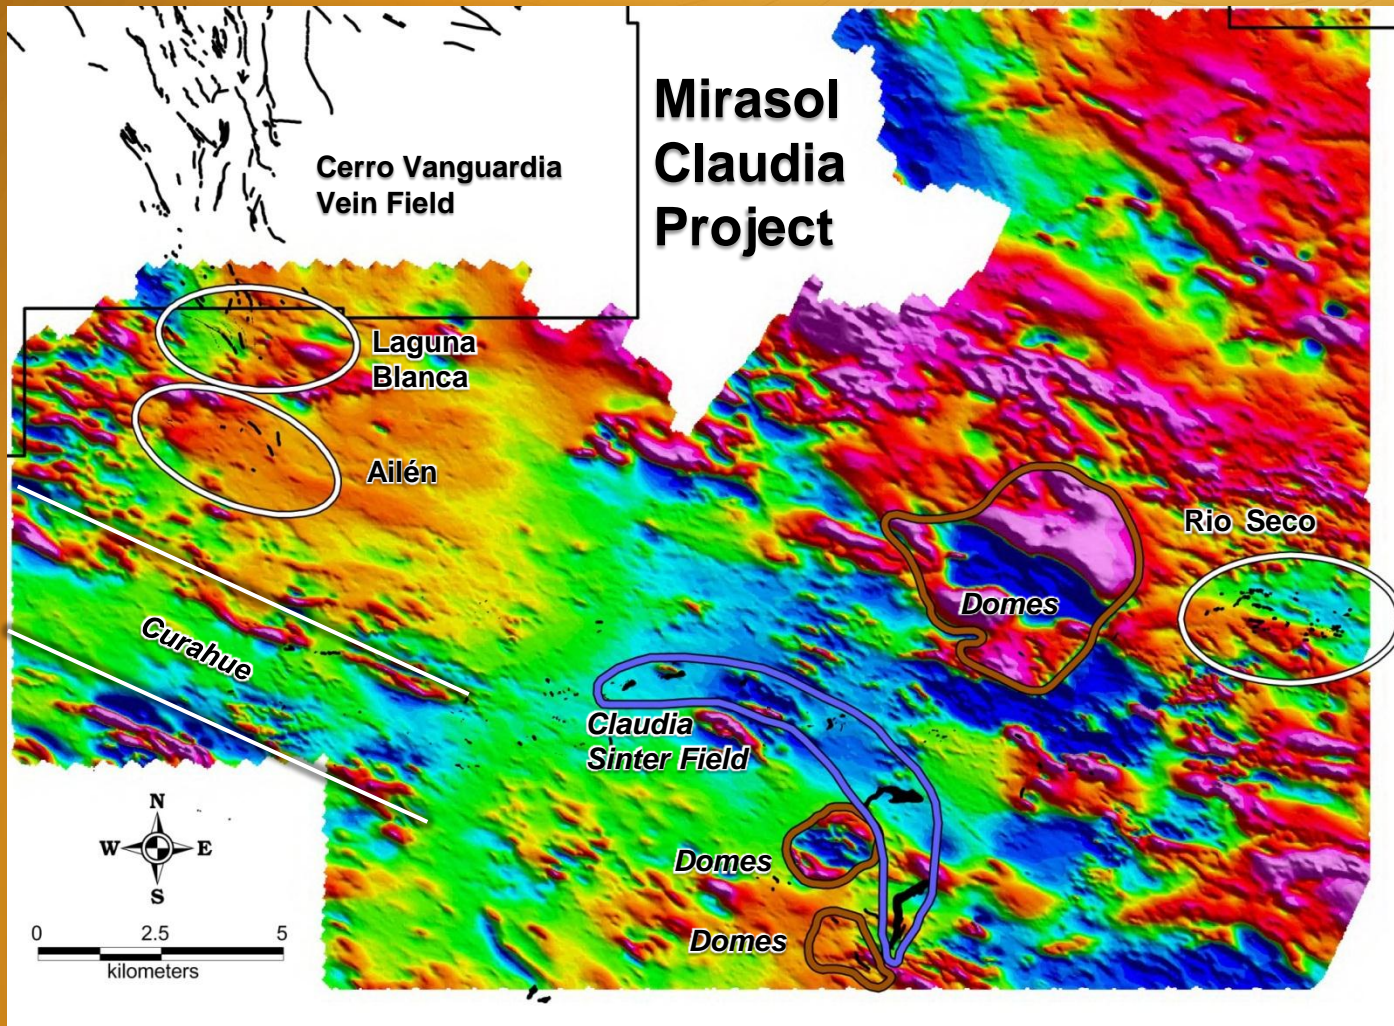 Mirasol
Claudia
Project
Cerro Vanguardia
Vein Field
Laguna
Blanca
Ailén
Rio Seco
Domes
Curahue
Claudia
Sinter Field
Domes
Domes
N
W E
S
0 2.5 5
kilometers